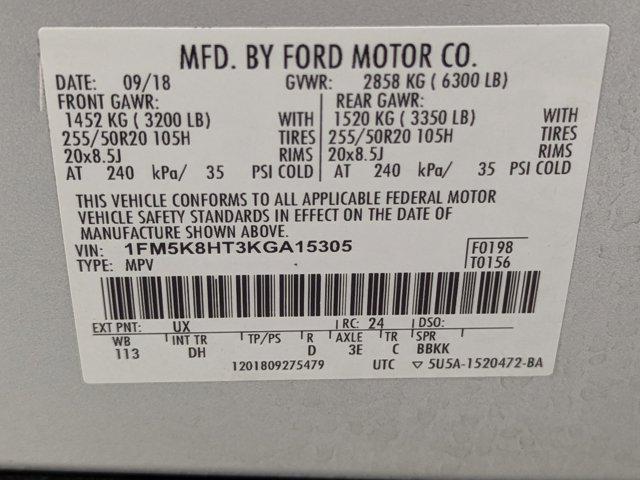 MFD. BY FORD MOTOR CO.
DATE: 09/18 GVWR: 2858 KG ( 6300 LB)
FRONT GAWR: REAR GAWR:
1452 KG ( 3200 LB) WITH 1520 KG ( 3350 LB) WITH
255/50R20 105H TIRES 255/50R20 105H TIRES
20x8.5J RIMS 20x8.5J RIMS
AT 240 kPa/ 35 PSI COLD AT 240 kPa/ 35 PSI COLD
THIS VEHICLE CONFORMS TO ALL APPLICABLE FEDERAL MOTOR
VEHICLE SAFETY STANDARDS IN EFFECT ON THE DATE OF
MANUFACTURE SHOWN ABOVE.
VIN: 1FM5K8HT3KGA15305 F0198
TYPE: MPV T0156
EXT PNT: UX RC: 24 DSO:
WB INT TR TP/PS R AXLE TR SPR
113 DH D 3E C BBKK
1201809275479 UTC ▽ 5U5A-1520472-BA